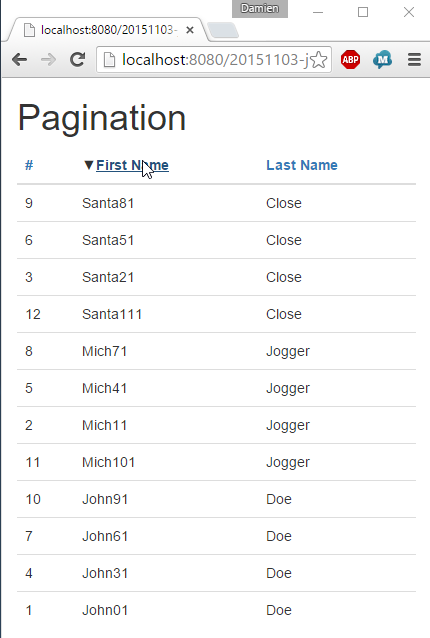 Damien
localhost:8080/20151103-
localhost:8080/20151103-j
ABP
M
Pagination
# ▼First Name Last Name
9 Santa81 Close
6 Santa51 Close
3 Santa21 Close
12 Santa111 Close
8 Mich71 Jogger
5 Mich41 Jogger
2 Mich11 Jogger
11 Mich101 Jogger
10 John91 Doe
7 John61 Doe
4 John31 Doe
1 John01 Doe